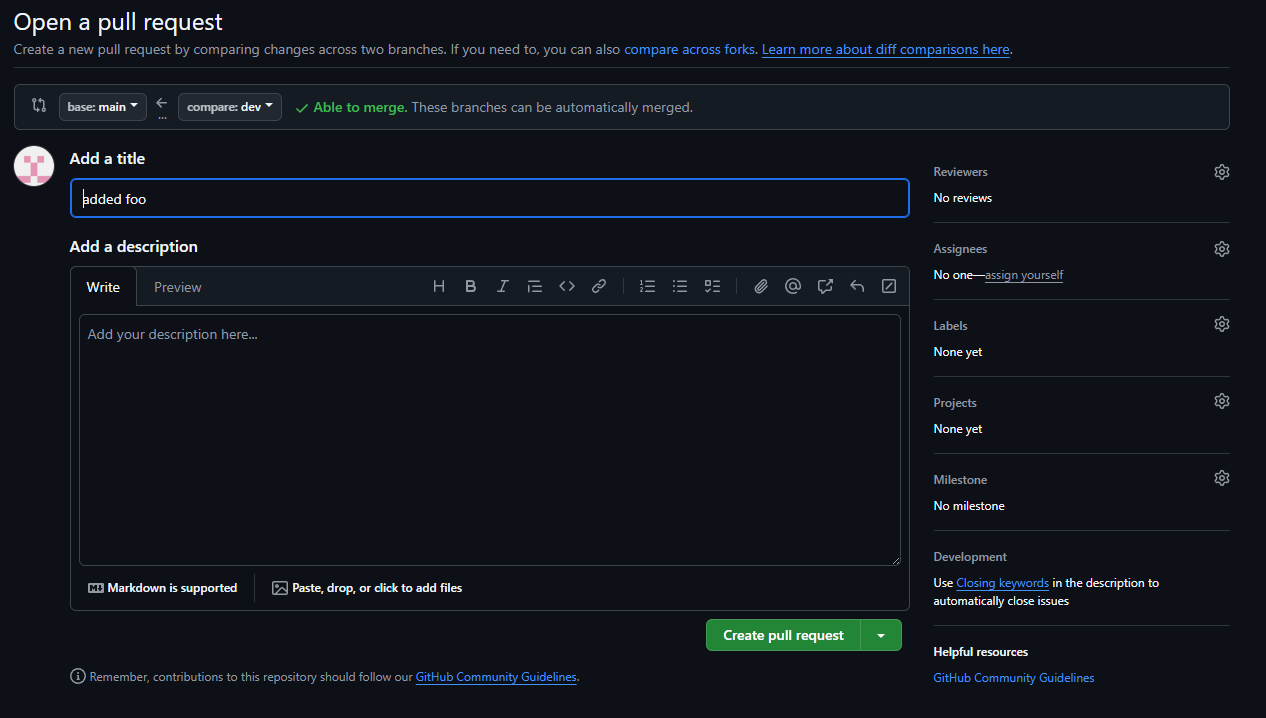 Open a pull request
Create a new pull request by comparing changes across two branches. If you need to, you can also compare across forks. Learn more about diff comparisons here.
base: main
compare: dev
Able to merge. These branches can be automatically merged.
Add a title
added foo
Add a description
Write Preview
Add your description here...
Markdown is supported
Paste, drop, or click to add files
Create pull request
Remember, contributions to this repository should follow our GitHub Community Guidelines.
Reviewers
No reviews
Assignees
No one—assign yourself
Labels
None yet
Projects
None yet
Milestone
No milestone
Development
Use Closing keywords in the description to
automatically close issues
Helpful resources
GitHub Community Guidelines